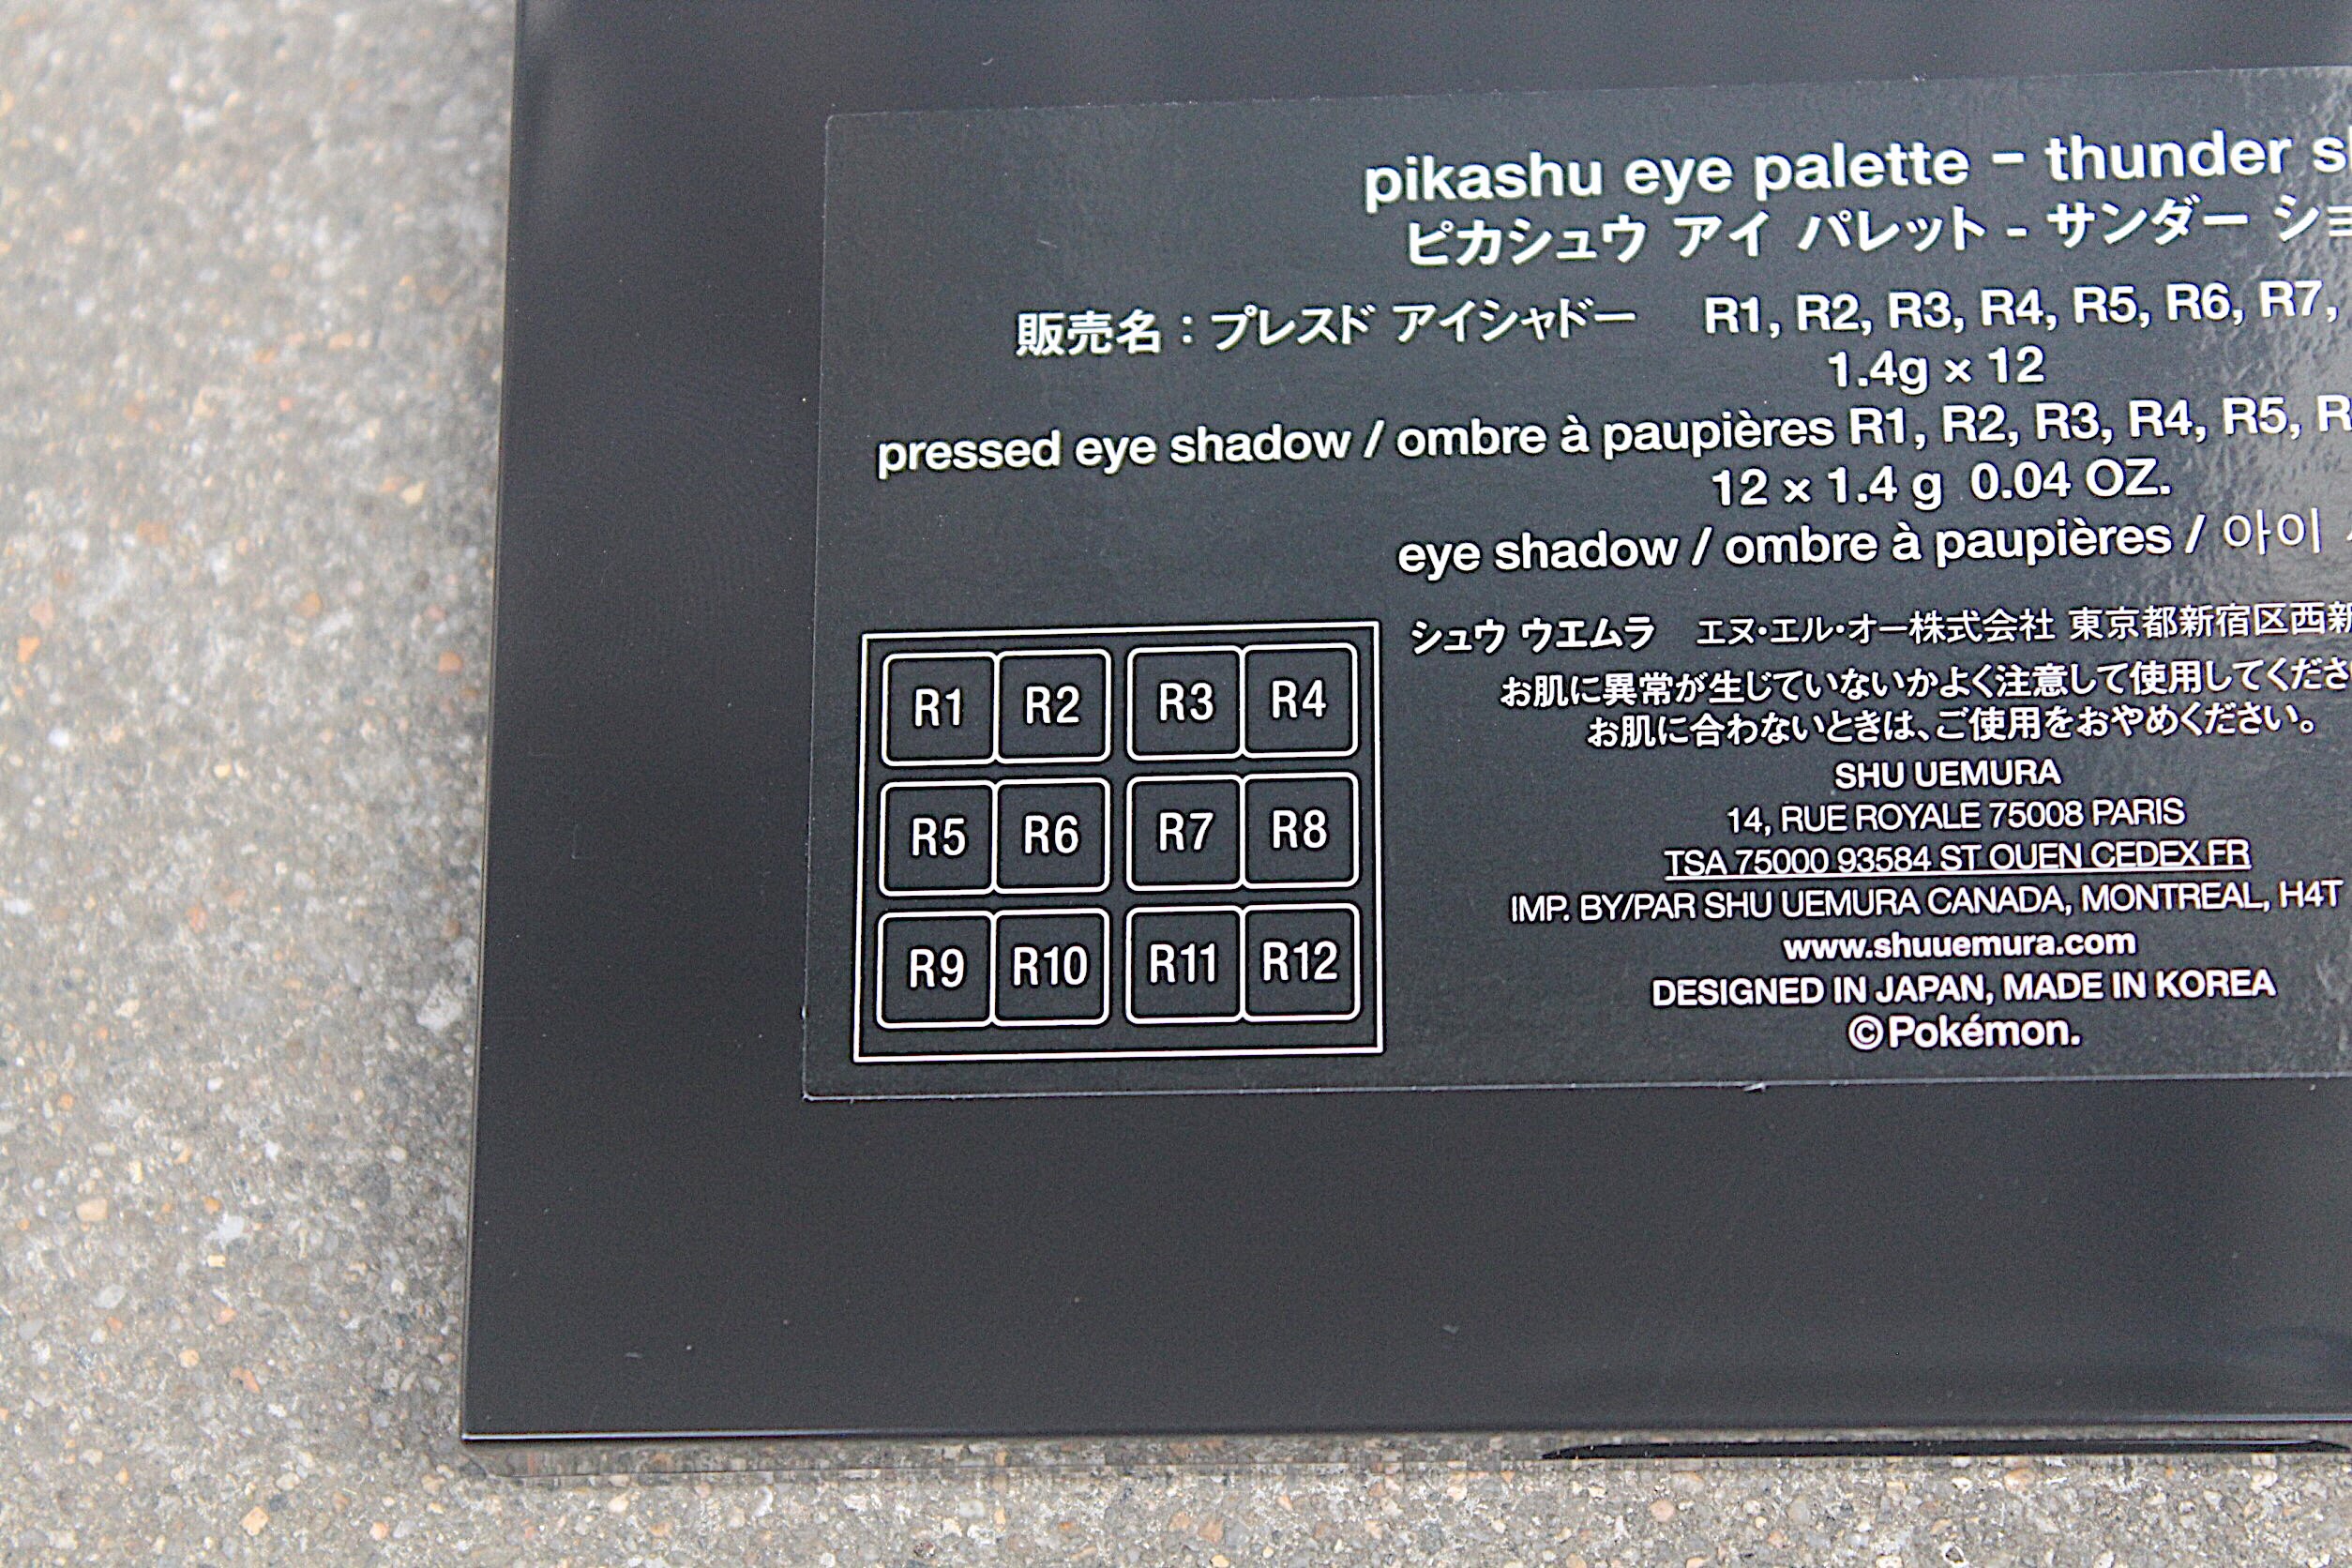 pikashu eye palette – thunder
ピカシュウ アイ パレット - サンダー
販売名：プレスド アイシャドー R1, R2, R3, R4, R5, R6, R7,
1.4g × 12
pressed eye shadow / ombre à paupières R1, R2, R3, R4, R5,
12 × 1.4 g 0.04 OZ.
eye shadow / ombre à paupières / 아이
シュウ ウエムラ エヌ・エル・オー株式会社 東京都新宿区西新
お肌に異常が生じていないかよく注意して使用してくださ
お肌に合わないときは、ご使用をおやめください。
SHU UEMURA
14, RUE ROYALE 75008 PARIS
TSA 75000 93584 ST OUEN CEDEX FR
IMP. BY/PAR SHU UEMURA CANADA, MONTREAL, H4T
www.shuuemura.com
DESIGNED IN JAPAN, MADE IN KOREA
©Pokémon.
R1 R2 R3 R4
R5 R6 R7 R8
R9 R10 R11 R12